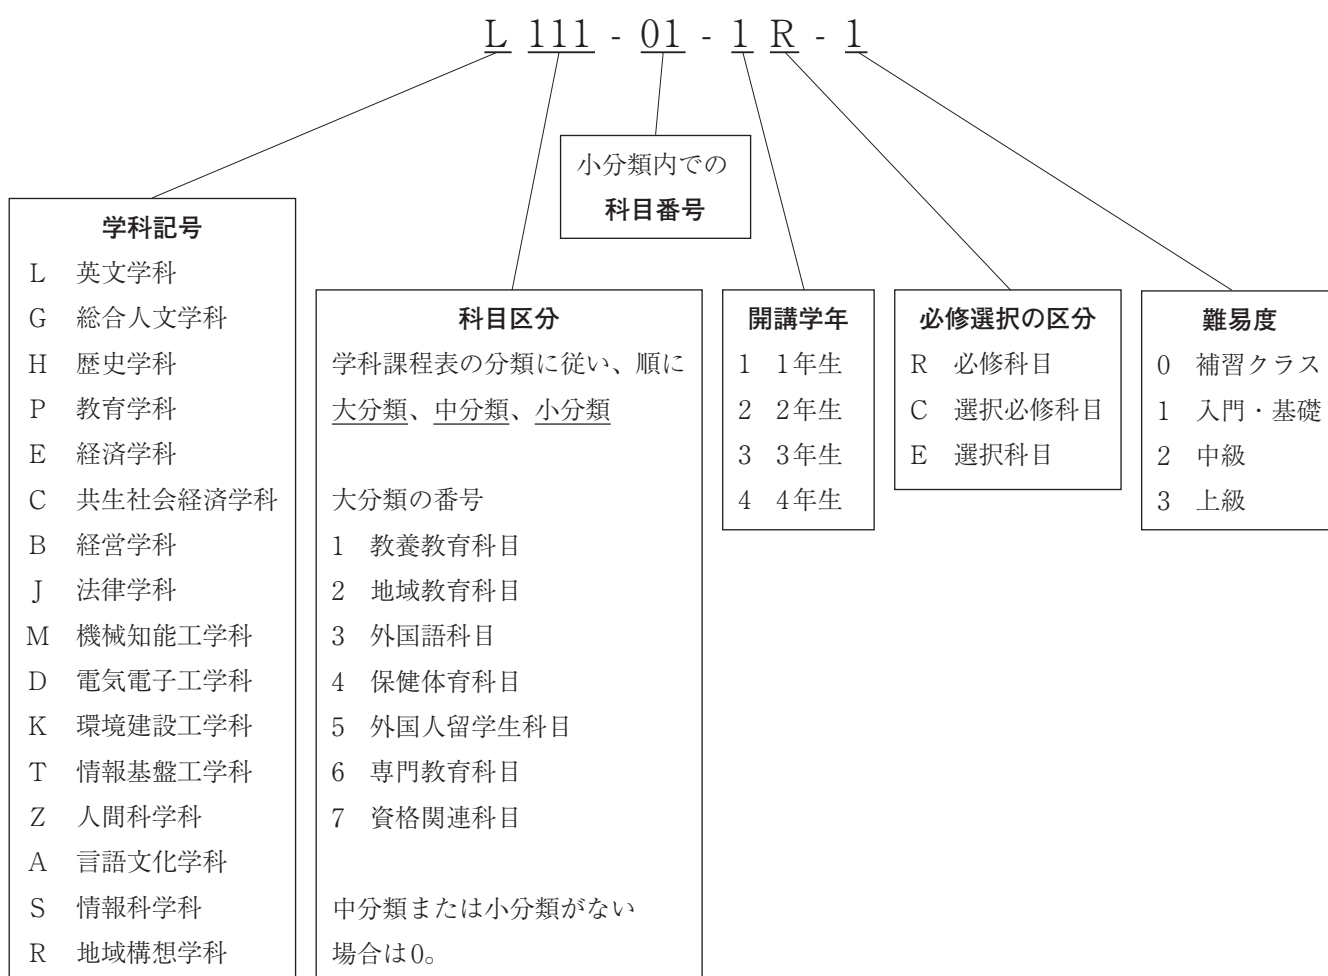 L 111 - 01 - 1 R - 1
小分類内での
科目番号
学科記号
L 英文学科
G 総合人文学科
H 歴史学科
P 教育学科
E 経済学科
C 共生社会経済学科
B 経営学科
J 法律学科
M 機械知能工学科
D 電気電子工学科
K 環境建設工学科
T 情報基盤工学科
Z 人間科学科
A 言語文化学科
S 情報科学科
R 地域構想学科
科目区分
学科課程表の分類に従い、順に
大分類、中分類、小分類
大分類の番号
1 教養教育科目
2 地域教育科目
3 外国語科目
4 保健体育科目
5 外国人留学生科目
6 専門教育科目
7 資格関連科目
中分類または小分類がない
場合は0。
開講学年
1 1年生
2 2年生
3 3年生
4 4年生
必修選択の区分
R 必修科目
C 選択必修科目
E 選択科目
難易度
0 補習クラス
1 入門・基礎
2 中級
3 上級